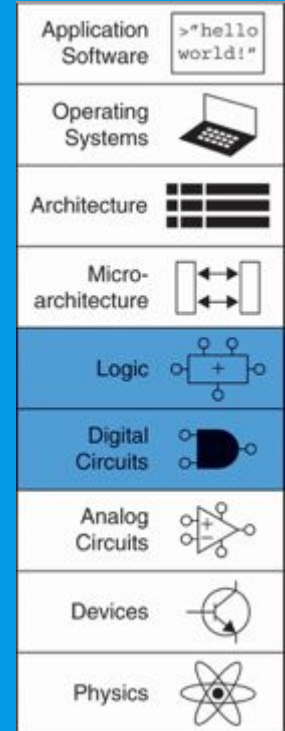 Application
Software
>"hello
world!"
Operating
Systems
Architecture
Micro-
architecture
Logic
+
Digital
Circuits
Analog
Circuits
+
−
Devices
Physics